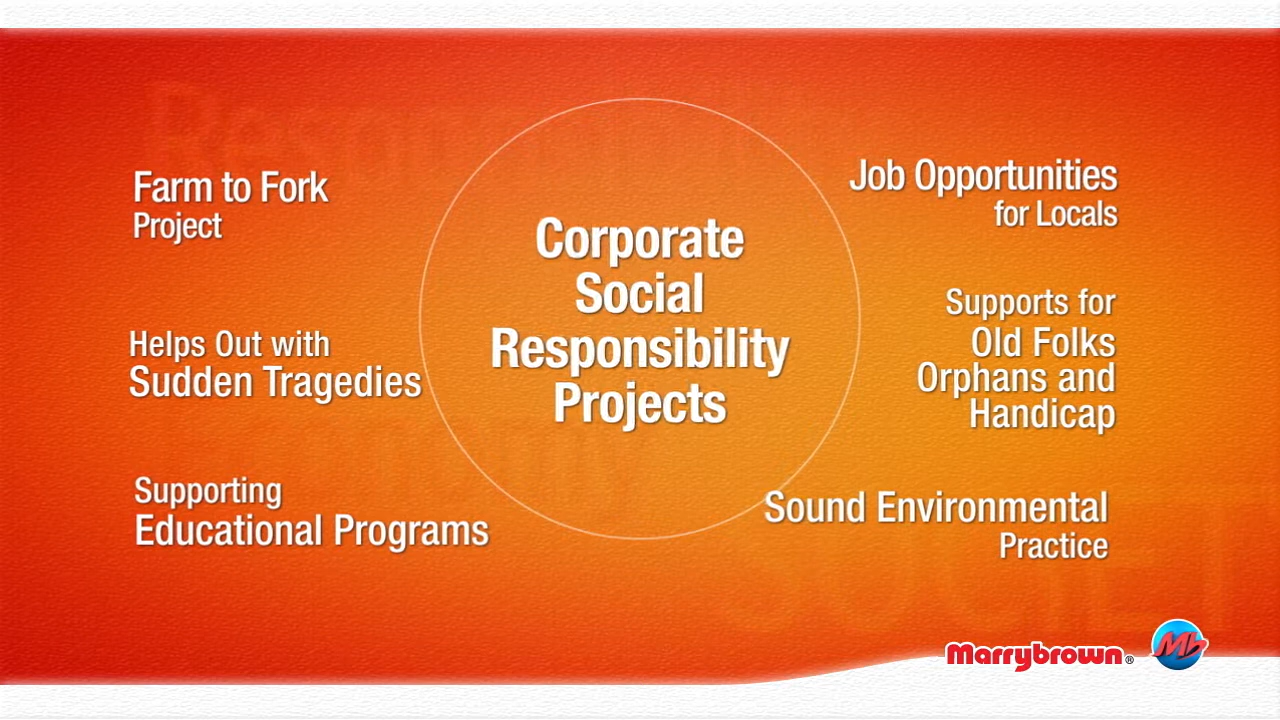 Farm to Fork
Project
Helps Out with
Sudden Tragedies
Supporting
Educational Programs
Corporate
Social
Responsibility
Projects
Job Opportunities
for Locals
Supports for
Old Folks
Orphans and
Handicap
Sound Environmental
Practice
Marrybrown®
Mb